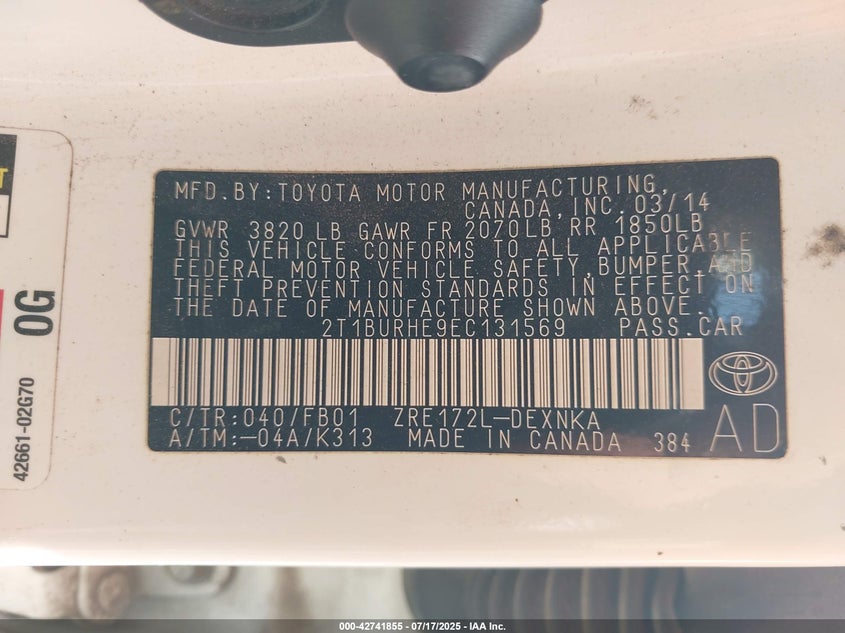 MFD.BY:TOYOTA MOTOR MANUFACTURING,
CANADA,INC.03/14
GVWR 3820 LB GAWR FR 2070LB RR 1850LB
THIS VEHICLE CONFORMS TO ALL APPLICABLE
FEDERAL MOTOR VEHICLE SAFETY,BUMPER,AND
THEFT PREVENTION STANDARDS IN EFFECT ON
THE DATE OF MANUFACTURE SHOWN ABOVE.
2T1BURHE9EC131569 PASS.CAR
C/TR:040/FB01 ZRE172L-DEXNKA
A/TM:-04A/K313 MADE IN CANADA 384 AD
T
0G
42661-02G70
000-42741855 / 07/17/2025 - IAA Inc.